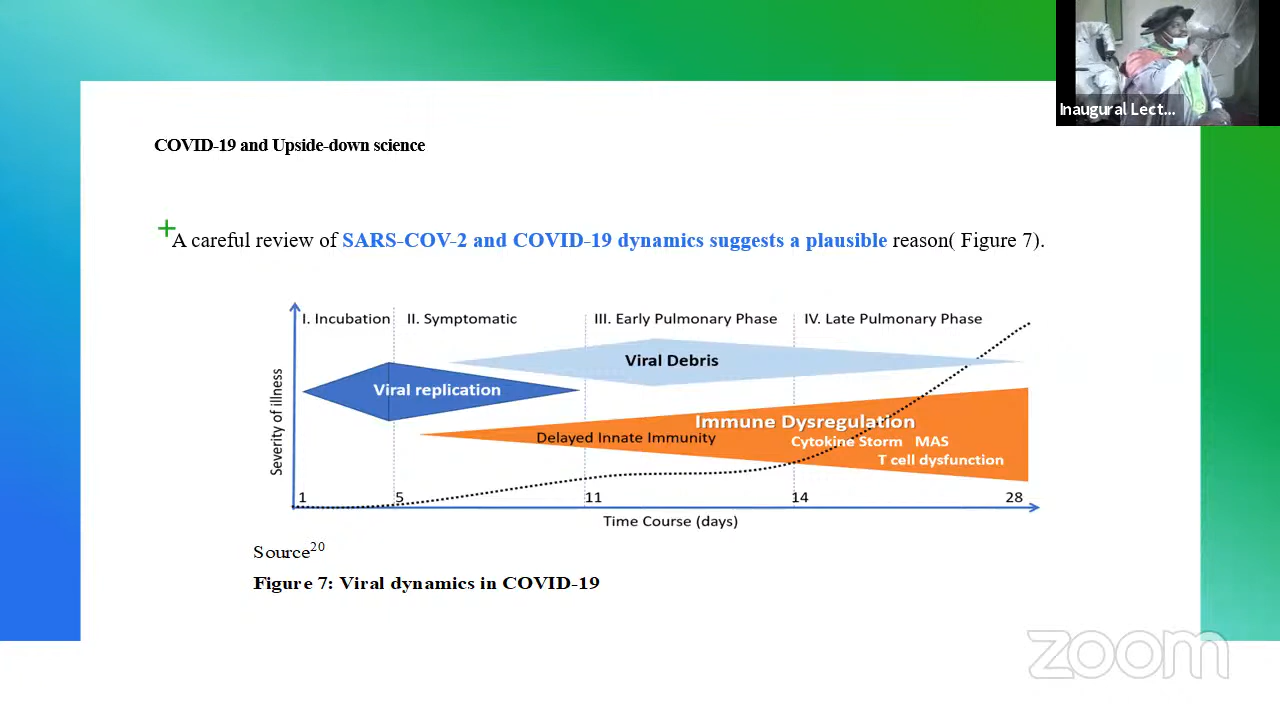 Inaugural Lect...
COVID-19 and Upside-down science
+
A careful review of SARS-COV-2 and COVID-19 dynamics suggests a plausible reason( Figure 7).
I. Incubation
II. Symptomatic
III. Early Pulmonary Phase
IV. Late Pulmonary Phase
Viral Debris
Viral replication
Immune Dysregulation
Delayed Innate Immunity
Cytokine Storm MAS
T cell dysfunction
Severity of illness
1 5 11 14 28
Time Course (days)
Source20
Figure 7: Viral dynamics in COVID-19
zoom